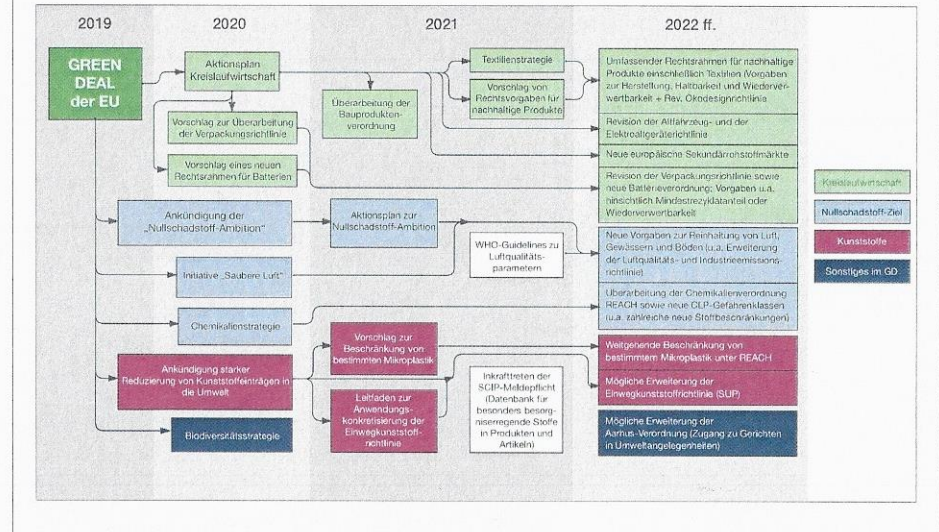 2019
2020
2021
2022 ff.
GREEN
DEAL
der EU
Aktionsplan
Kreislaufwirtschaft
Vorschlag zur Überarbeitung
der Verpackungsrichtlinie
Vorschlag eines neuen
Rechtsrahmen für Batterien
Überarbeitung der
Bauprodukten-
verordnung
Textilienstrategie
Vorschlag von
Rechtsvorgaben für
nachhaltige Produkte
Umfassender Rechtsrahmen für nachhaltige
Produkte einschließlich Textilien (Vorgaben
zur Herstellung, Haltbarkeit und Wiederver-
wertbarkeit + Rev. Ökodesignrichtlinie
Revision der Altfahrzeug- und der
Elektroaltgeräterichtlinie
Neue europäische Sekundärrohstoffmärkte
Revision der Verpackungsrichtlinie sowie
neue Batterieverordnung: Vorgaben u.a.
hinsichtlich Mindestrezyklatanteil oder
Wiederverwertbarkeit
Ankündigung der
„Nullschadstoff-Ambition“
Aktionsplan zur
Nullschadstoff-Ambition
Initiative „Saubere Luft“
WHO-Guidelines zu
Luftqualitäts-
parametern
Neue Vorgaben zur Reinhaltung von Luft,
Gewässern und Böden (u.a. Erweiterung
der Luftqualitäts- und Industrieemissions-
richtlinie)
Chemikalienstrategie
Überarbeitung der Chemikalienverordnung
REACH sowie neue CLP-Gefahrenklassen
(u.a. zahlreiche neue Stoffbeschränkungen)
Ankündigung starker
Reduzierung von Kunststoffeinträgen in
die Umwelt
Vorschlag zur
Beschränkung von
bestimmten Mikroplastik
Leitfaden zur
Anwendungs-
konkretisierung der
Einwegkunststoff-
richtlinie
Inkrafttreten der
SCIP-Meldepflicht
(Datenbank für
besonders besorg-
niserregende Stoffe
in Produkten und
Artikeln)
Weitgehende Beschränkung von
bestimmtem Mikroplastik unter REACH
Mögliche Erweiterung der
Einwegkunststoffrichtlinie (SUP)
Biodiversitätsstrategie
Mögliche Erweiterung der
Aarhus-Verordnung (Zugang zu Gerichten
in Umweltangelegenheiten)
Kreislaufwirtschaft
Nullschadstoff-Ziel
Kunststoffe
Sonstiges im GD